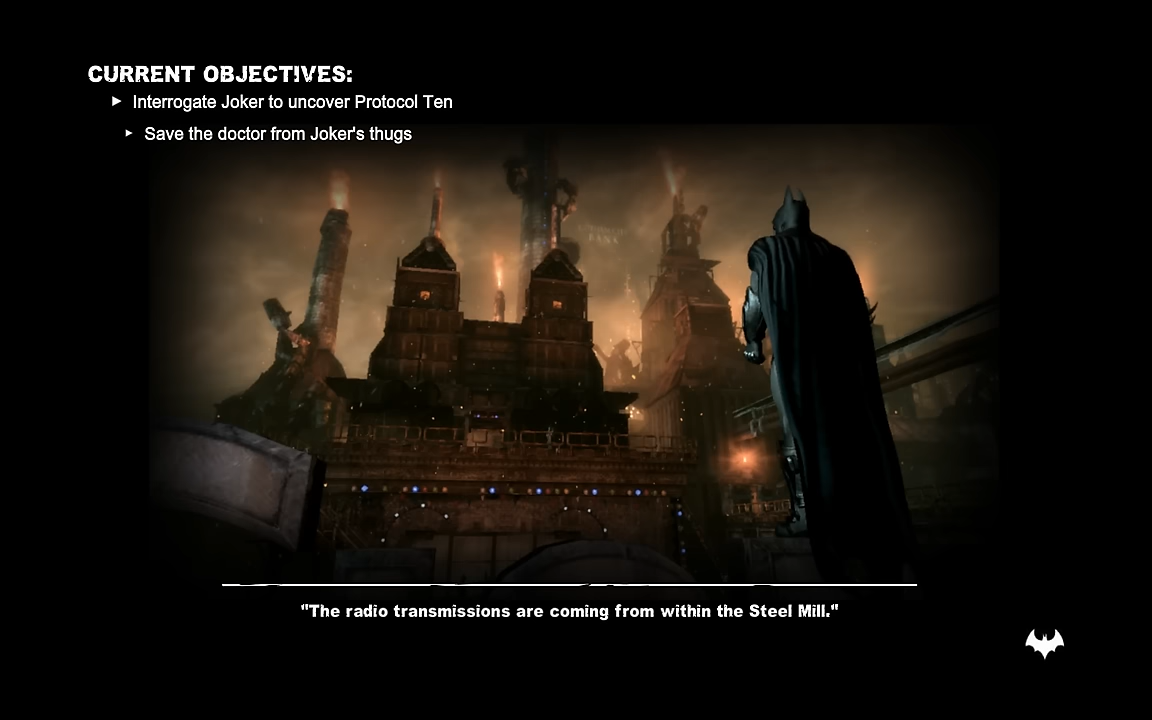 CURRENT OBJECTIVES:
Interrogate Joker to uncover Protocol Ten
Save the doctor from Joker's thugs
"The radio transmissions are coming from within the Steel Mill."